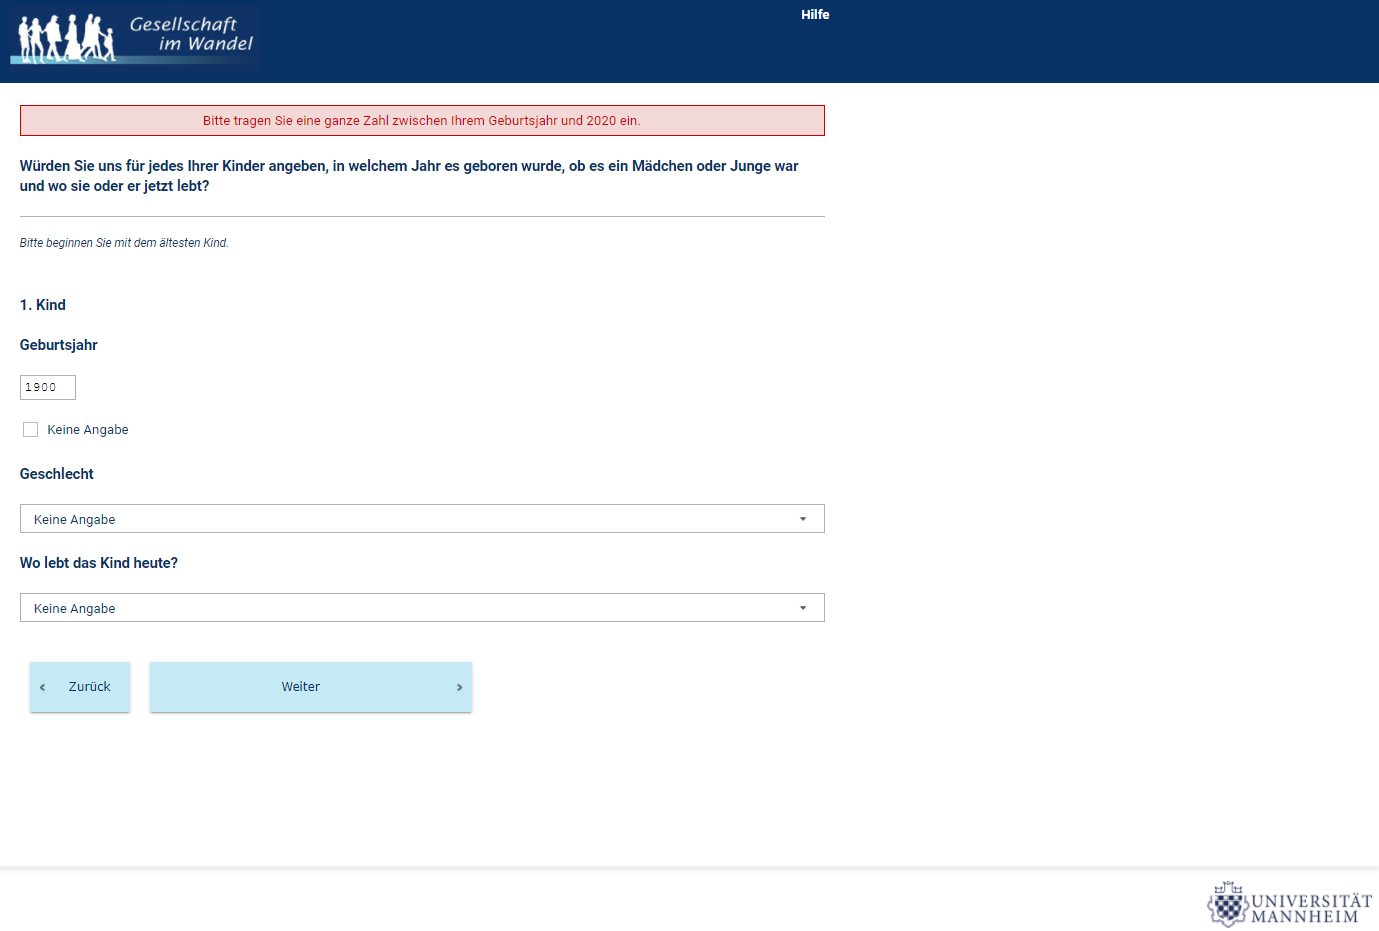 Gesellschaft
im Wandel
Hilfe
Bitte tragen Sie eine ganze Zahl zwischen Ihrem Geburtsjahr und 2020 ein.
Würden Sie uns für jedes Ihrer Kinder angeben, in welchem Jahr es geboren wurde, ob es ein Mädchen oder Junge war
und wo sie oder er jetzt lebt?
Bitte beginnen Sie mit dem ältesten Kind.
1. Kind
Geburtsjahr
1900
Keine Angabe
Geschlecht
Keine Angabe
Wo lebt das Kind heute?
Keine Angabe
Zurück
Weiter
UNIVERSITÄT
MANNHEIM